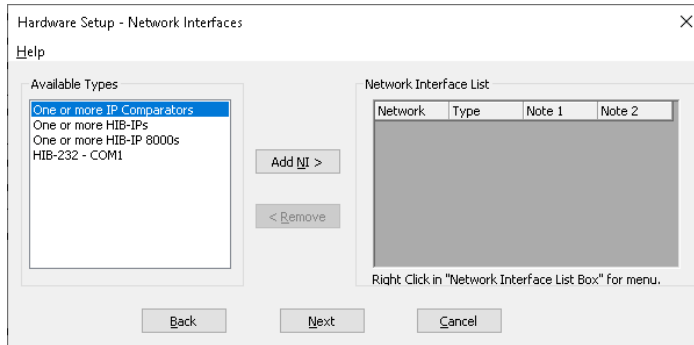 Hardware Setup - Network Interfaces
Help
Available Types
One or more IP Comparators
One or more HIB-IPs
One or more HIB-IP 8000s
HIB-232 - COM1
Add NI >
< Remove
Network Interface List
Network Type Note 1 Note 2
Right Click in "Network Interface List Box" for menu.
Back Next Cancel